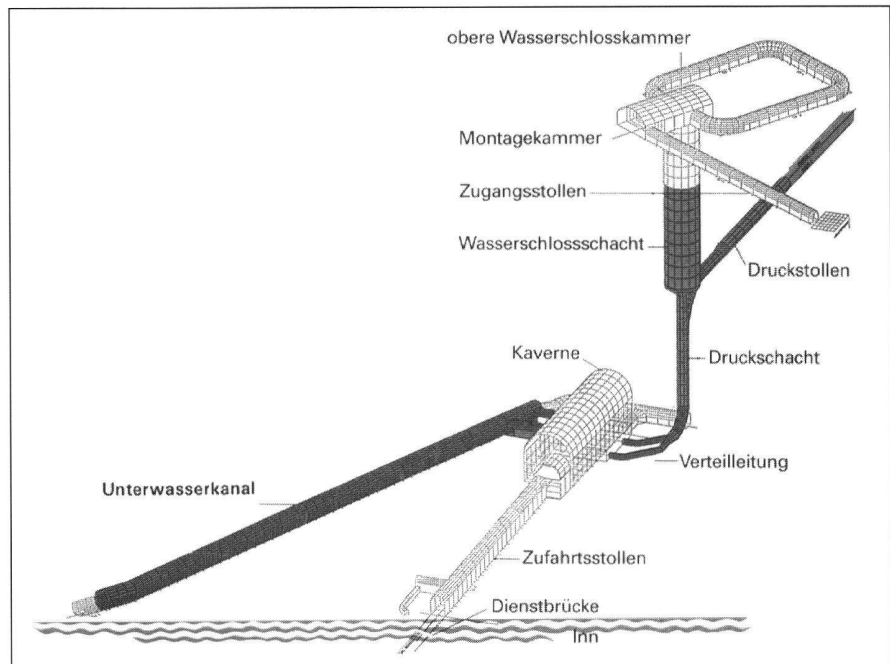 obere Wasserschlosskammer
Montagekammer
Zugangsstollen
Wasserschlossschacht
Druckstollen
Kaverne
Druckschacht
Verteilleitung
Unterwasserkanal
Zufahrtsstollen
Dienstbrücke
Inn